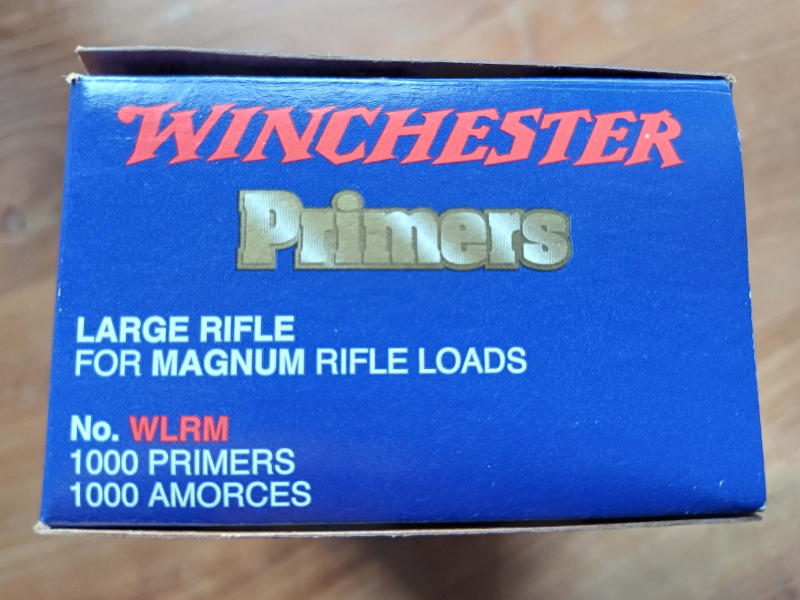 WINCHESTER
Primers
LARGE RIFLE
FOR MAGNUM RIFLE LOADS
No. WLRM
1000 PRIMERS
1000 AMORCES